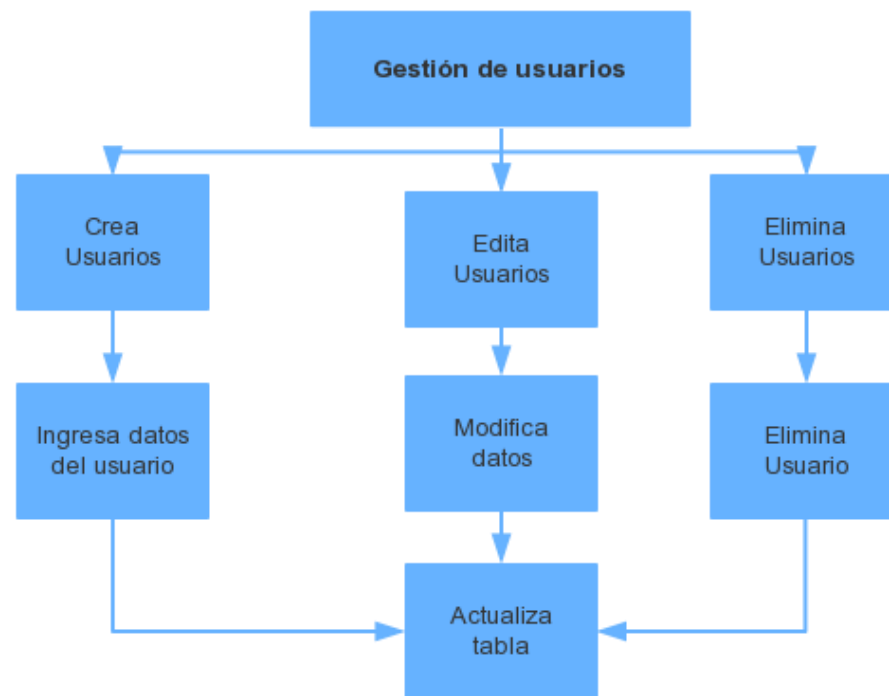 Gestión de usuarios
Crea
Usuarios
Edita
Usuarios
Elimina
Usuarios
Ingresa datos
del usuario
Modifica
datos
Elimina
Usuario
Actualiza
tabla